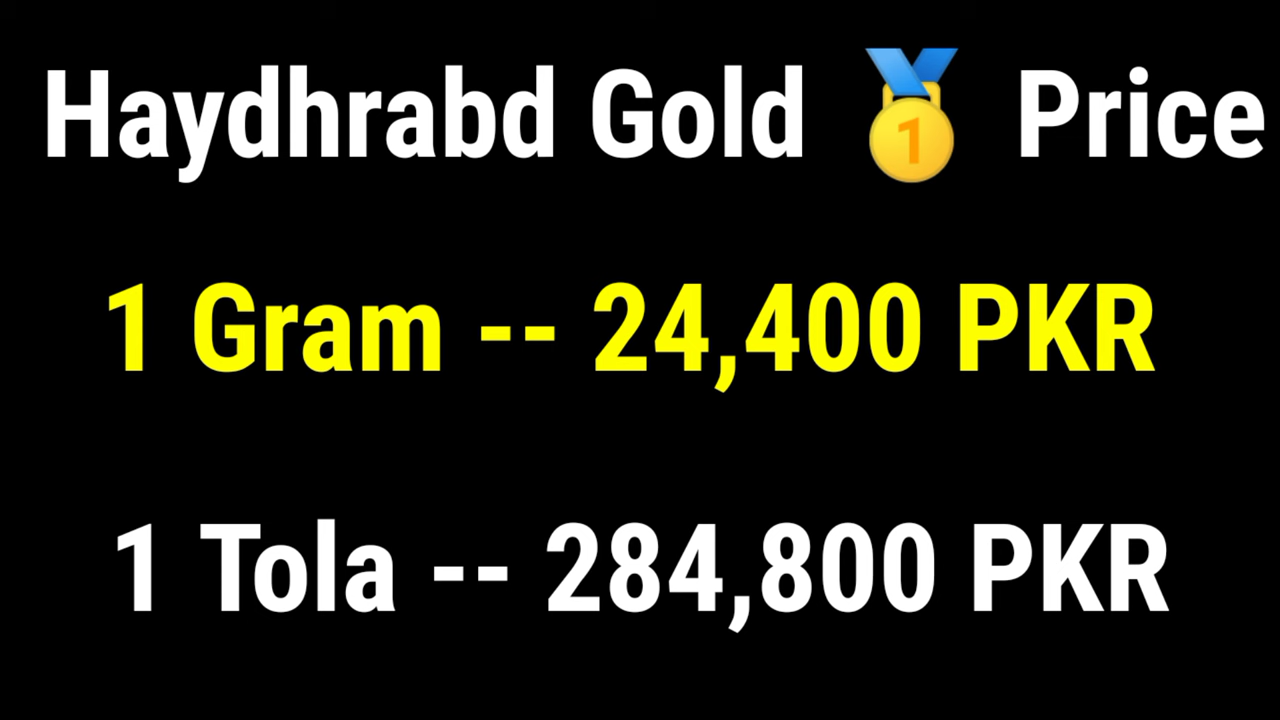 Haydhrabd Gold 🥇 Price
1 Gram -- 24,400 PKR
1 Tola -- 284,800 PKR